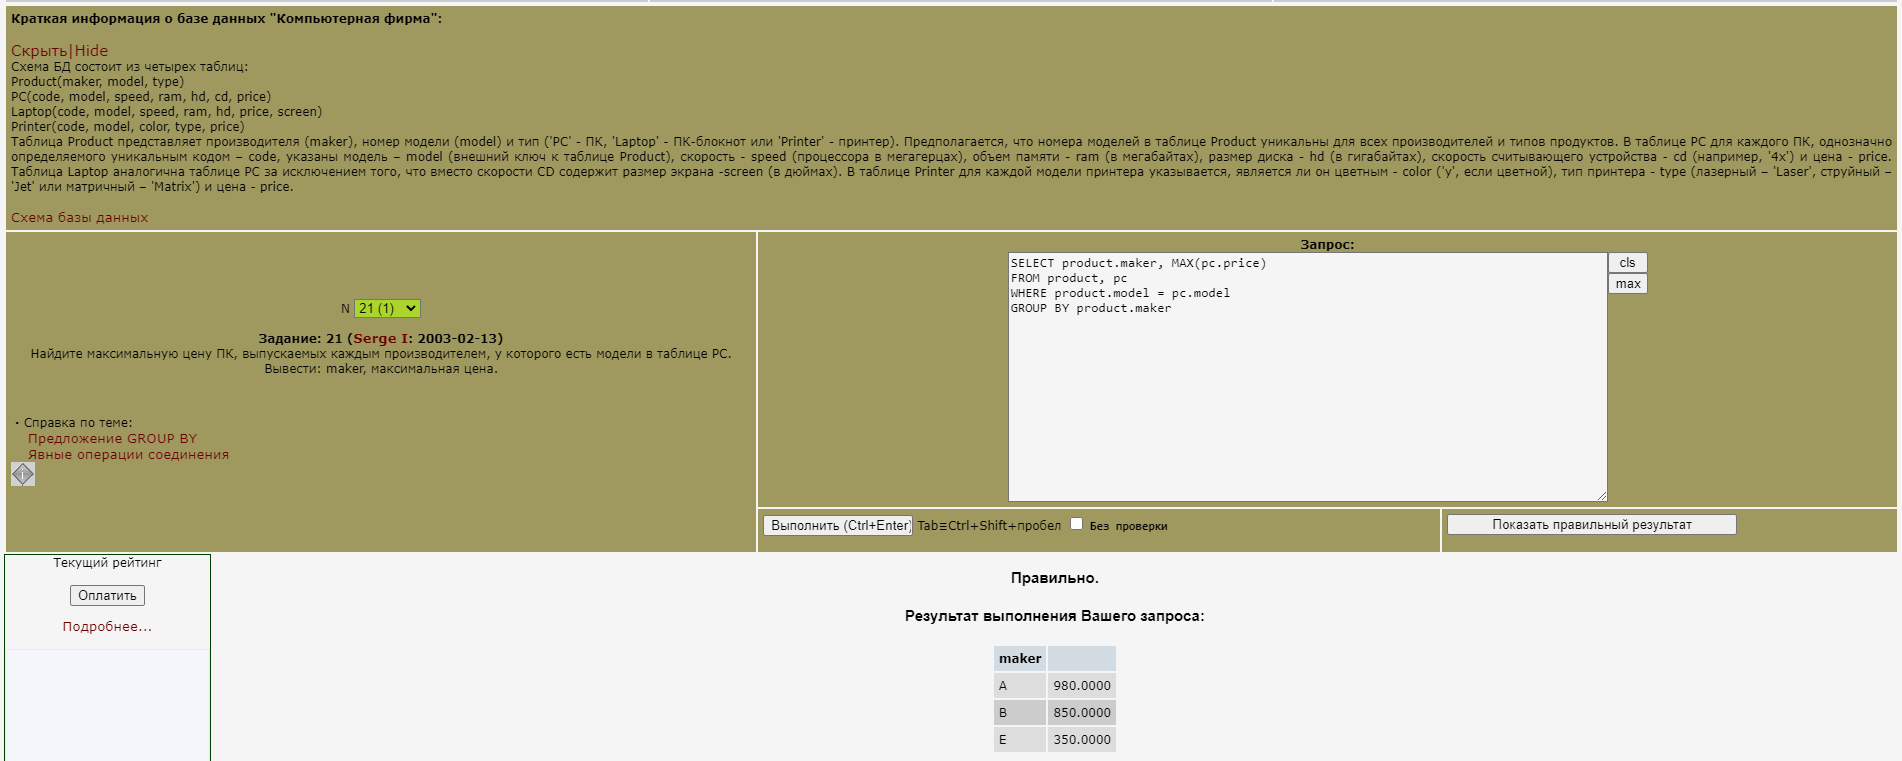 Краткая информация о базе данных "Компьютерная фирма":
Скрыть|Hide
Схема БД состоит из четырех таблиц:
Product(maker, model, type)
PC(code, model, speed, ram, hd, cd, price)
Laptop(code, model, speed, ram, hd, price, screen)
Printer(code, model, color, type, price)
Таблица Product представляет производителя (maker), номер модели (model) и тип ('PC' - ПК, 'Laptop' - ПК-блокнот или 'Printer' - принтер). Предполагается, что номера моделей в таблице Product уникальны для всех производителей и типов продуктов. В таблице PC для каждого ПК, однозначно
определяемого уникальным кодом – code, указаны модель – model (внешний ключ к таблице Product), скорость - speed (процессора в мегагерцах), объем памяти - ram (в мегабайтах), размер диска - hd (в гигабайтах), скорость считывающего устройства - cd (например, '4x') и цена - price.
Таблица Laptop аналогична таблице РС за исключением того, что вместо скорости CD содержит размер экрана -screen (в дюймах). В таблице Printer для каждой модели принтера указывается, является ли он цветным - color ('y', если цветной), тип принтера - type (лазерный – 'Laser', струйный –
'Jet' или матричный – 'Matrix') и цена - price.
Схема базы данных
N 21 (1)
Задание: 21 (Serge I: 2003-02-13)
Найдите максимальную цену ПК, выпускаемых каждым производителем, у которого есть модели в таблице PC.
Вывести: maker, максимальная цена.
· Справка по теме:
Предложение GROUP BY
Явные операции соединения
i
Запрос:
SELECT product.maker, MAX(pc.price)
FROM product, pc
WHERE product.model = pc.model
GROUP BY product.maker
cls
max
Выполнить (Ctrl+Enter) Tab≡Ctrl+Shift+пробел Без проверки
Показать правильный результат
Текущий рейтинг
Оплатить
Подробнее...
Правильно.
Результат выполнения Вашего запроса:
maker
A 980.0000
B 850.0000
E 350.0000